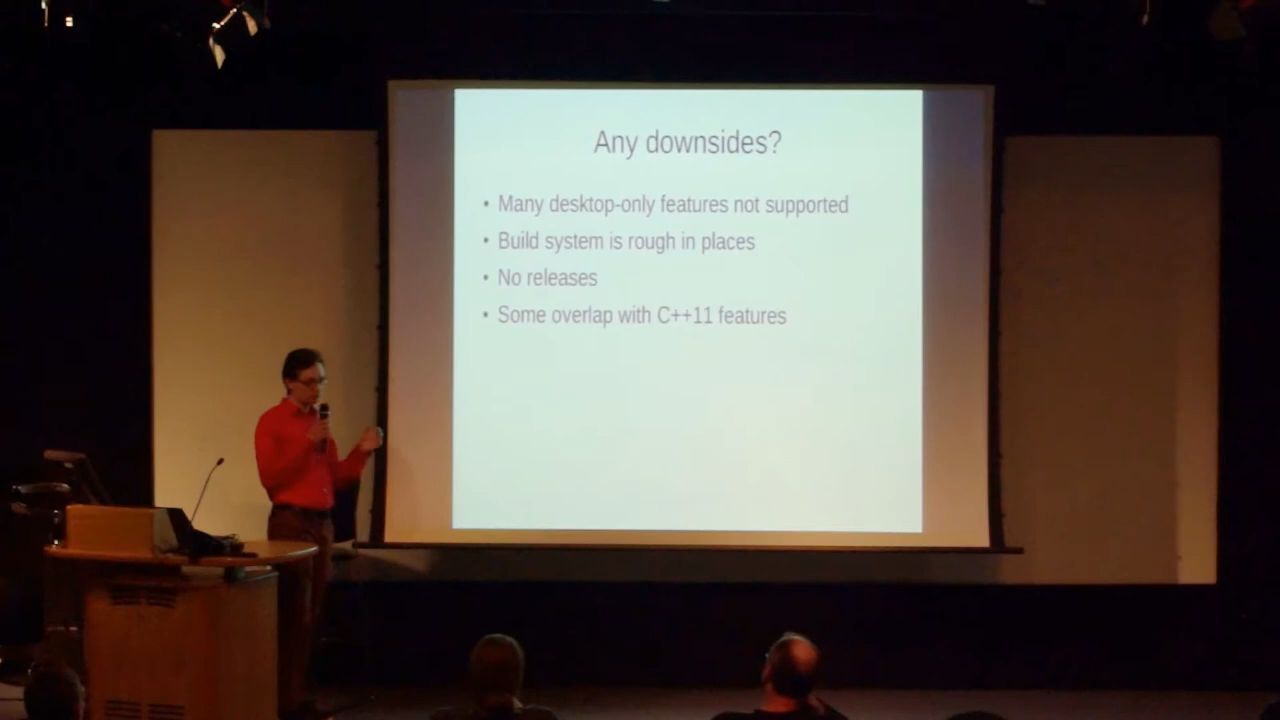 Any downsides?
• Many desktop-only features not supported
• Build system is rough in places
• No releases
• Some overlap with C++11 features